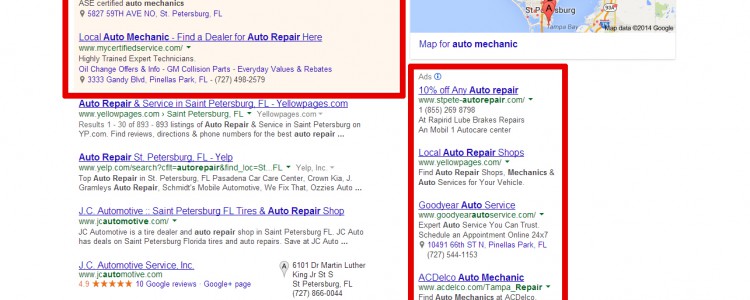 ASE certified auto mechanics
5827 59TH AVE NO, St. Petersburg, FL
Local Auto Mechanic - Find a Dealer for Auto Repair Here
www.mycertifiedservice.com/
Highly Trained Expert Technicians.
Oil Change Offers & Info - GM Collision Parts - Everyday Values & Rebates
3333 Gandy Blvd, Pinellas Park, FL - (727) 498-2579
Auto Repair & Service in Saint Petersburg, FL - Yellowpages.com
www.yellowpages.com › Saint Petersburg, FL Yellowpages.com
Results 1 - 30 of 893 - 893 listings of Auto Repair & Service in Saint Petersburg on
YP.com. Find reviews, directions & phone numbers for the best auto repair ...
Auto Repair St. Petersburg, FL - Yelp
www.yelp.com/search?cflt=autorepair&find_loc=St...FL Yelp, Inc.
Top Auto Repair in St. Petersburg, FL Pasadena Car Care Center, Crown Kia, J.
Gramleys Auto Repair, Schmidt's Mobile Automotive, We Fix That, Ozzies Auto ...
J.C. Automotive :: Saint Petersburg FL Tires & Auto Repair Shop
www.jcautomotive.com/
JC Automotive is a tire dealer and auto repair shop in Saint Petersburg FL. JC Auto
has deals on Saint Petersburg Florida tires and auto repairs. Save at JC Auto ...
J.C. Automotive Service, Inc.
www.jcautomotive.com/
4.9 ★★★★★ 10 Google reviews - Google+ page
A
6101 Dr Martin Luther
King Jr St S
St Petersburg, FL
(727) 866-0044
St Petersburg
A
Map data ©2014 Google
Map for auto mechanic
Ads
10% off Any Auto repair
www.stpete-autorepair.com/
1 (855) 269 8798
At Rapind Lube Brakes Repairs
An Mobil 1 Autocare center
Local Auto Repair Shops
www.yellowpages.com/
Find Auto Repair Shops, Mechanics &
Auto Services for Your Vehicle.
Goodyear Auto Service
www.goodyearautoservice.com/
Expert Auto Service You Can Trust.
Schedule an Appointment Online 24x7
10491 66th ST N, Pinellas Park, FL
(727) 544-1153
ACDelco Auto Mechanic
www.acdelco.com/Tampa_Repair
Find Auto Mechanics at ACDelco.